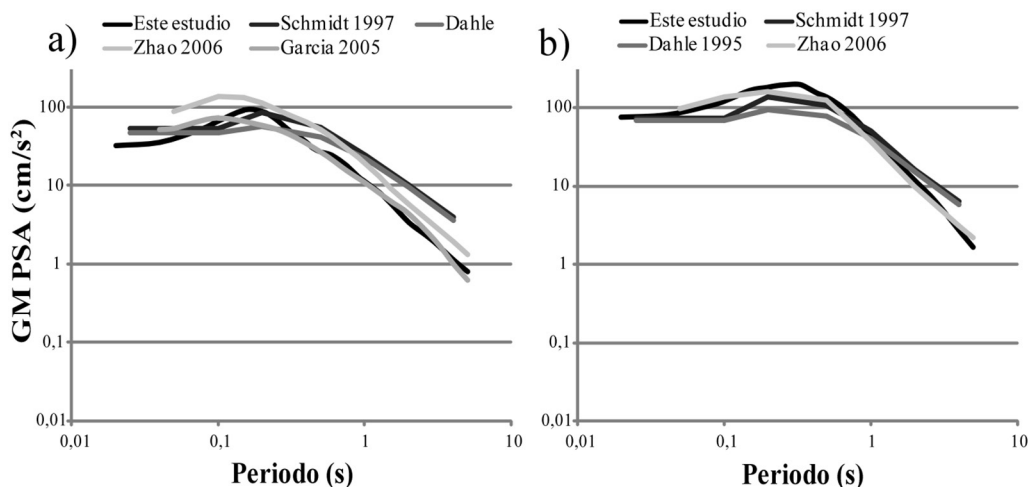 a)
Este estudio Schmidt 1997 Dahle
Zhao 2006 Garcia 2005
b)
Este estudio Schmidt 1997
Dahle 1995 Zhao 2006
GM PSA (cm/s²)
100
10
1
0,1
0,01
0,01 0,1 1 10
Periodo (s)
100
10
1
0,1
0,01
0,01 0,1 1 10
Periodo (s)